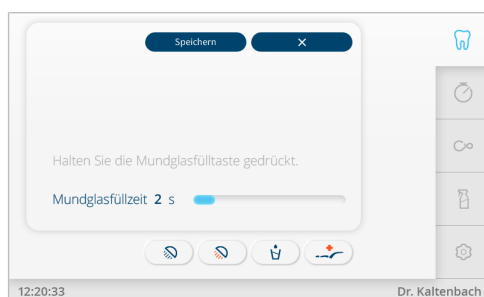 Speichern
Halten Sie die Mundglasfülltaste gedrückt.
Mundglasfüllzeit 2 s
12:20:33 Dr. Kaltenbach